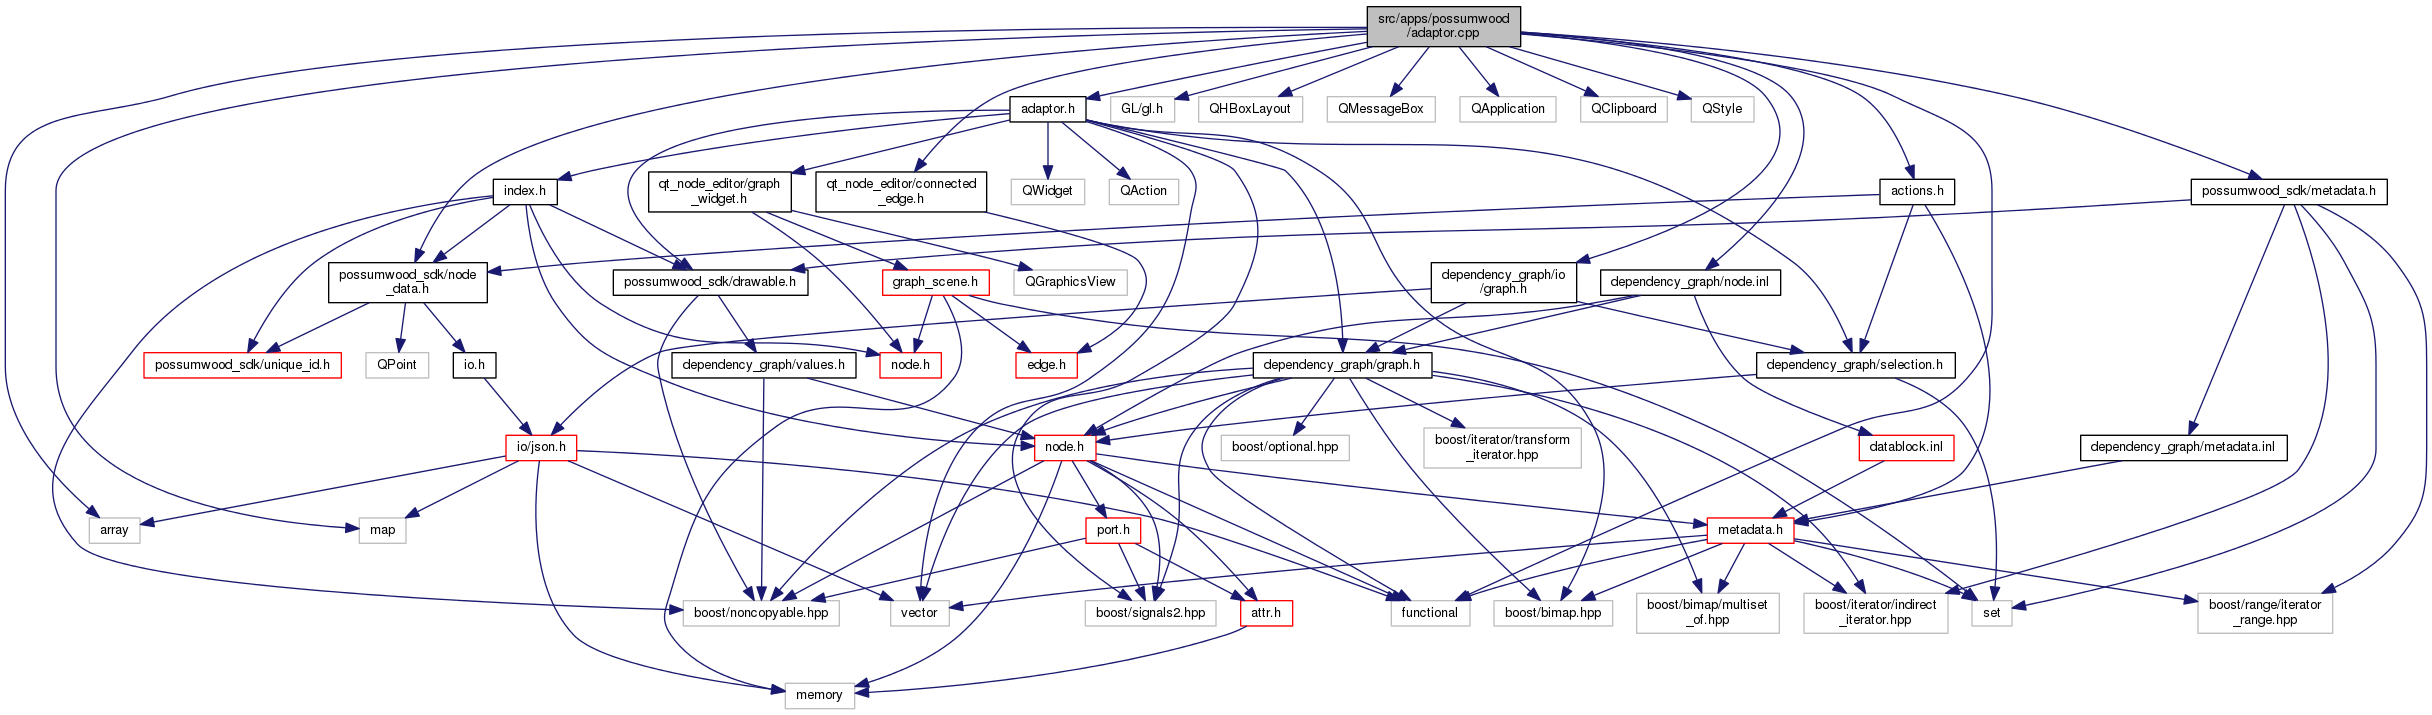 src/apps/possumwood
/adaptor.cpp
adaptor.h
GL/gl.h
QHBoxLayout
QMessageBox
QApplication
QClipboard
QStyle
index.h
qt_node_editor/graph
_widget.h
qt_node_editor/connected
_edge.h
QWidget
QAction
actions.h
possumwood_sdk/metadata.h
possumwood_sdk/node
_data.h
possumwood_sdk/drawable.h
graph_scene.h
QGraphicsView
dependency_graph/io
/graph.h
dependency_graph/node.inl
possumwood_sdk/unique_id.h
QPoint
io.h
dependency_graph/values.h
node.h
edge.h
dependency_graph/graph.h
dependency_graph/selection.h
io/json.h
node.h
boost/optional.hpp
boost/iterator/transform
_iterator.hpp
datablock.inl
dependency_graph/metadata.inl
array
map
port.h
metadata.h
boost/noncopyable.hpp
vector
boost/signals2.hpp
attr.h
functional
boost/bimap.hpp
boost/bimap/multiset
_of.hpp
boost/iterator/indirect
_iterator.hpp
set
boost/range/iterator
_range.hpp
memory